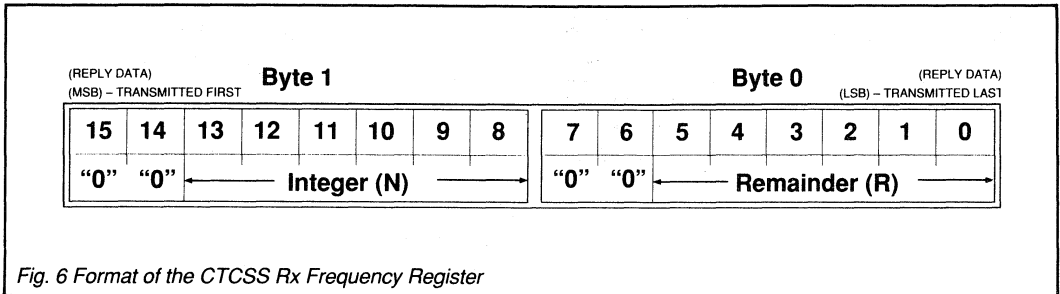 (REPLY DATA) Byte 1 Byte 0 (REPLY DATA)
(MSB) – TRANSMITTED FIRST (LSB) – TRANSMITTED LAST
15 14 13 12 11 10 9 8 7 6 5 4 3 2 1 0
“0” “0” Integer (N) “0” “0” Remainder (R)
Fig. 6 Format of the CTCSS Rx Frequency Register